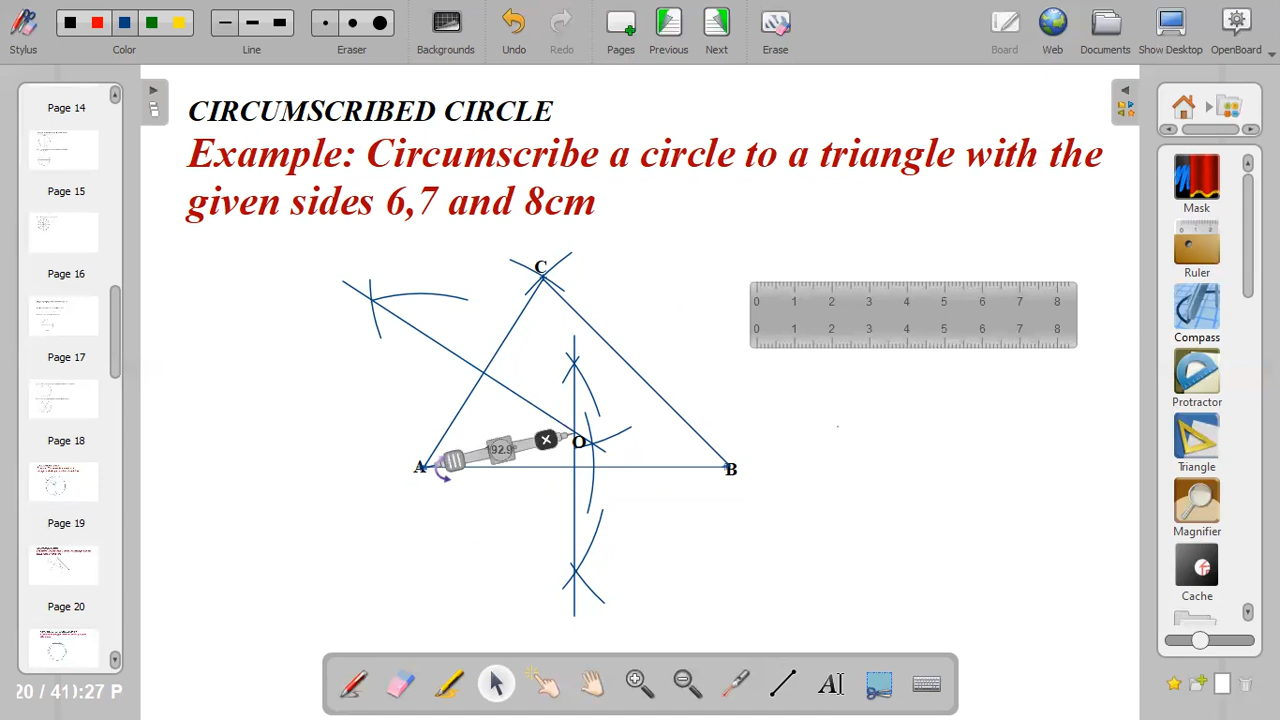 Stylus
Color
Line
Eraser
Backgrounds
Undo
Redo
Pages
Previous
Next
Erase
Board
Web
Documents
Show Desktop
OpenBoard
Page 14
Page 15
Page 16
Page 17
Page 18
Page 19
Page 20
CIRCUMSCRIBED CIRCLE
Example: Circumscribe a circle to a triangle with the
given sides 6,7 and 8cm
C
A
O
B
192.9°
0 1 2 3 4 5 6 7 8
0 1 2 3 4 5 6 7 8
Mask
Ruler
Compass
Protractor
Triangle
Magnifier
Cache